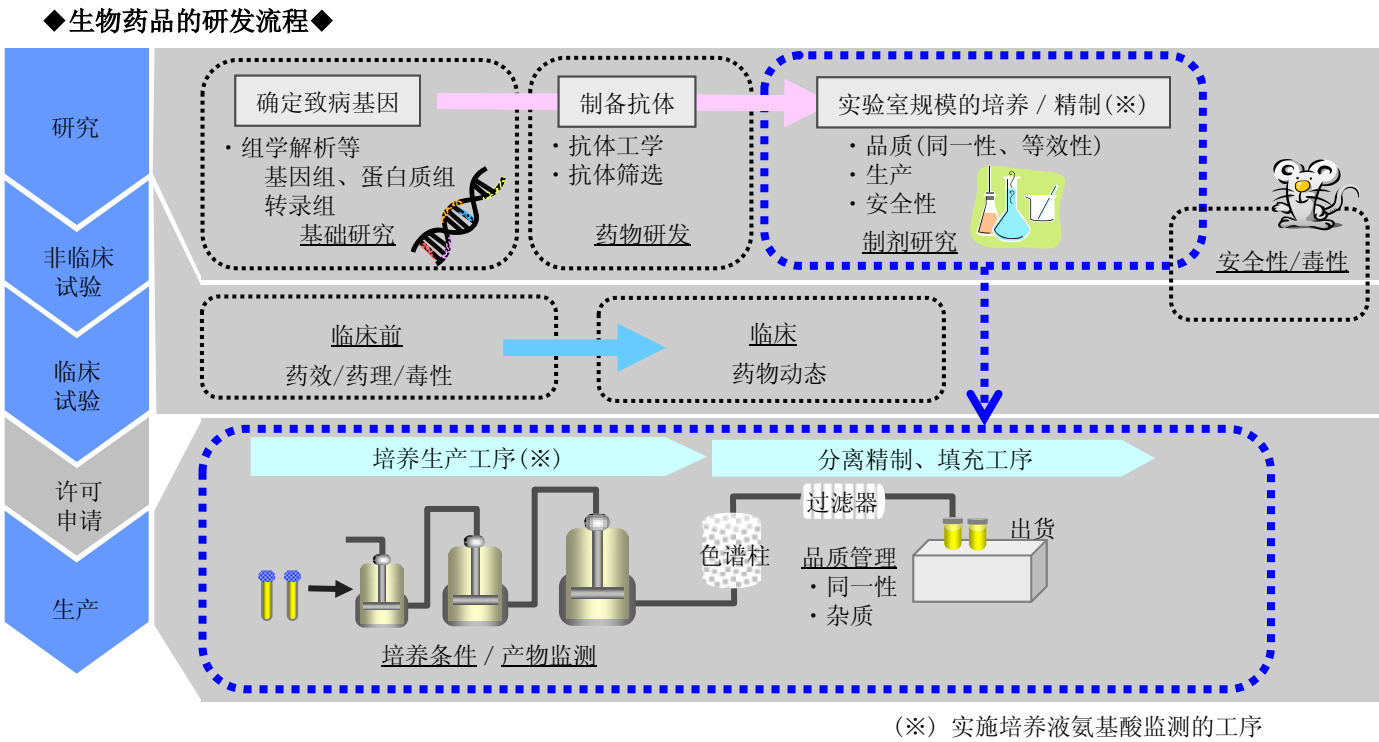 ◆生物药品的研发流程◆
研究
确定致病基因
・组学解析等
基因组、蛋白质组
转录组
基础研究
制备抗体
・抗体工学
・抗体筛选
药物研发
实验室规模的培养 / 精制(※)
・品质(同一性、等效性)
・生产
・安全性
制剂研究
安全性/毒性
非临床
试验
临床
试验
临床前
药效/药理/毒性
临床
药物动态
许可
申请
生产
培养生产工序(※)
分离精制、填充工序
色谱柱
过滤器
品质管理
・同一性
・杂质
出货
培养条件 / 产物监测
(※) 实施培养液氨基酸监测的工序